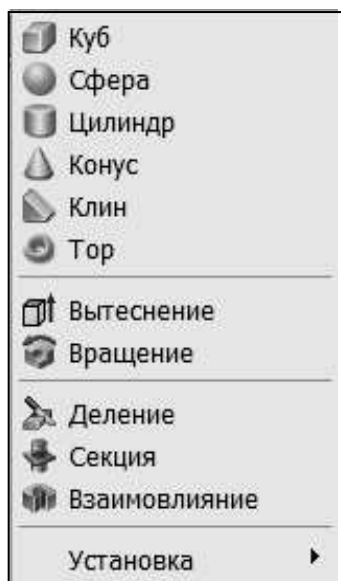 Куб
Сфера
Цилиндр
Конус
Клин
Тор
Вытеснение
Вращение
Деление
Секция
Взаимовлияние
Установка